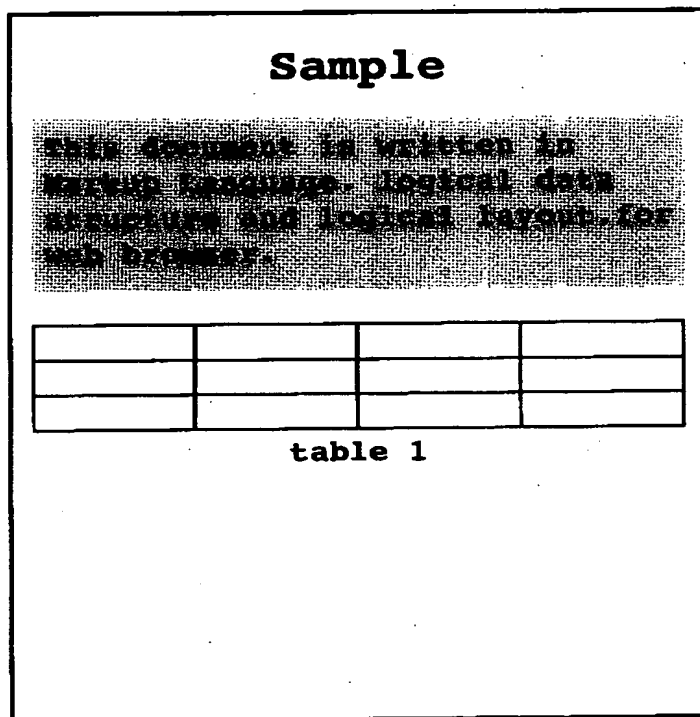 Sample
This document is written in
Markup Language. logical data
structure and logical layout.for
web browser.
table 1